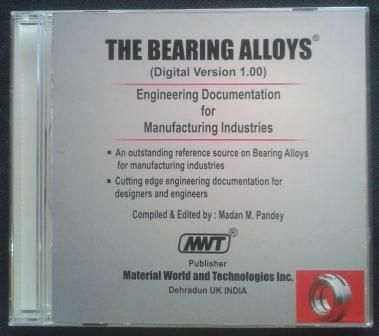 THE BEARING ALLOYS®
(Digital Version 1.00)
Engineering Documentation
for
Manufacturing Industries
▪ An outstanding reference source on Bearing Alloys
for manufacturing industries
▪ Cutting edge engineering documentation for
designers and engineers
Compiled & Edited by : Madan M. Pandey
MWT®
Publisher
Material World and Technologies Inc.
Dehradun UK INDIA